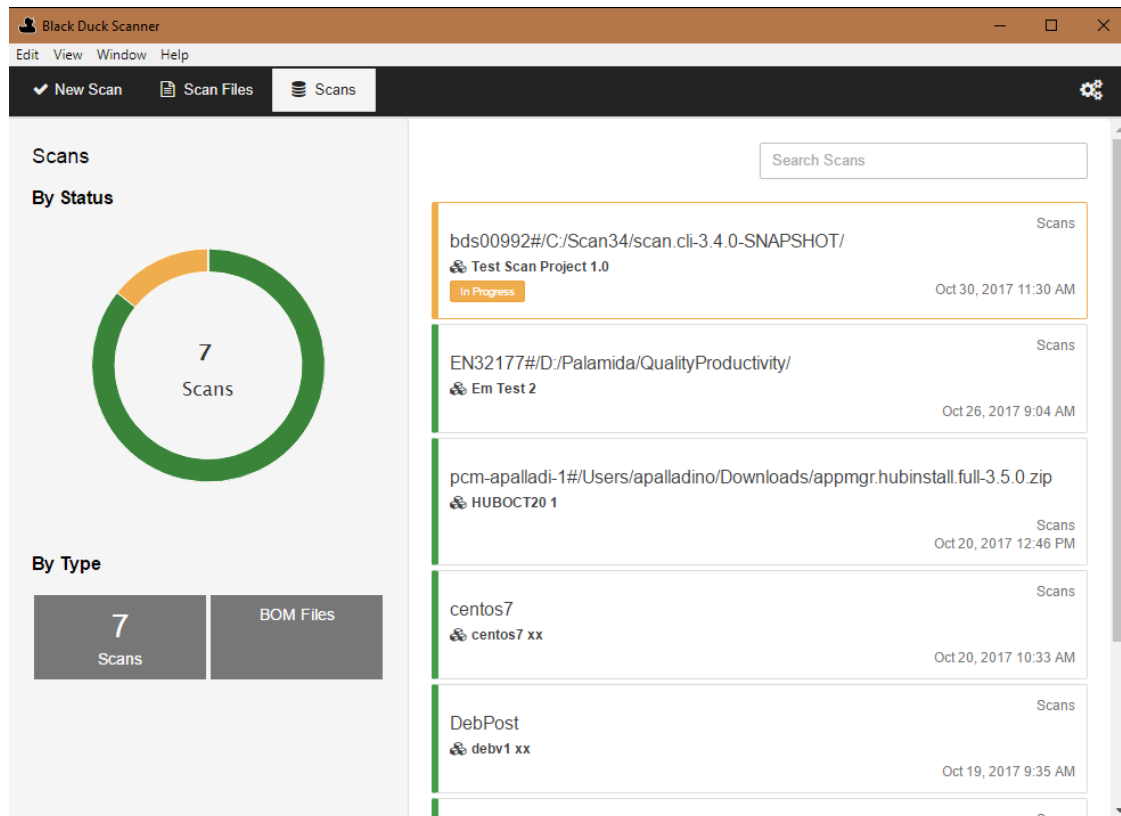 Black Duck Scanner
Edit View Window Help
New Scan Scan Files Scans
Scans
By Status
7
Scans
By Type
7
Scans
BOM Files
Search Scans
Scans
bds00992#/C:/Scan34/scan.cli-3.4.0-SNAPSHOT/
Test Scan Project 1.0
In Progress
Oct 30, 2017 11:30 AM
Scans
EN32177#/D:/Palamida/QualityProductivity/
Em Test 2
Oct 26, 2017 9:04 AM
pcm-apalladi-1#/Users/apalladino/Downloads/appmgr.hubinstall.full-3.5.0.zip
HUBOCT20 1
Scans
Oct 20, 2017 12:46 PM
Scans
centos7
centos7 xx
Oct 20, 2017 10:33 AM
Scans
DebPost
debv1 xx
Oct 19, 2017 9:35 AM